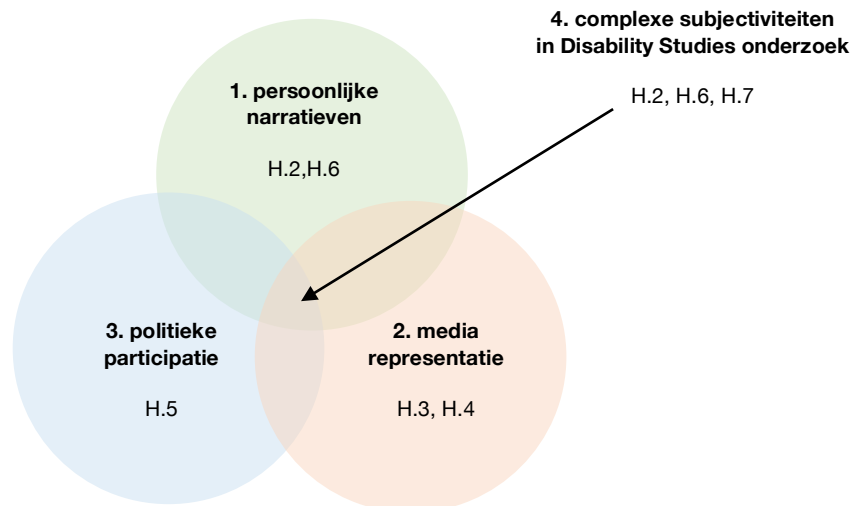 4. complexe subjectiviteiten
in Disability Studies onderzoek
H.2, H.6, H.7
1. persoonlijke
narratieven
H.2,H.6
3. politieke
participatie
H.5
2. media
representatie
H.3, H.4